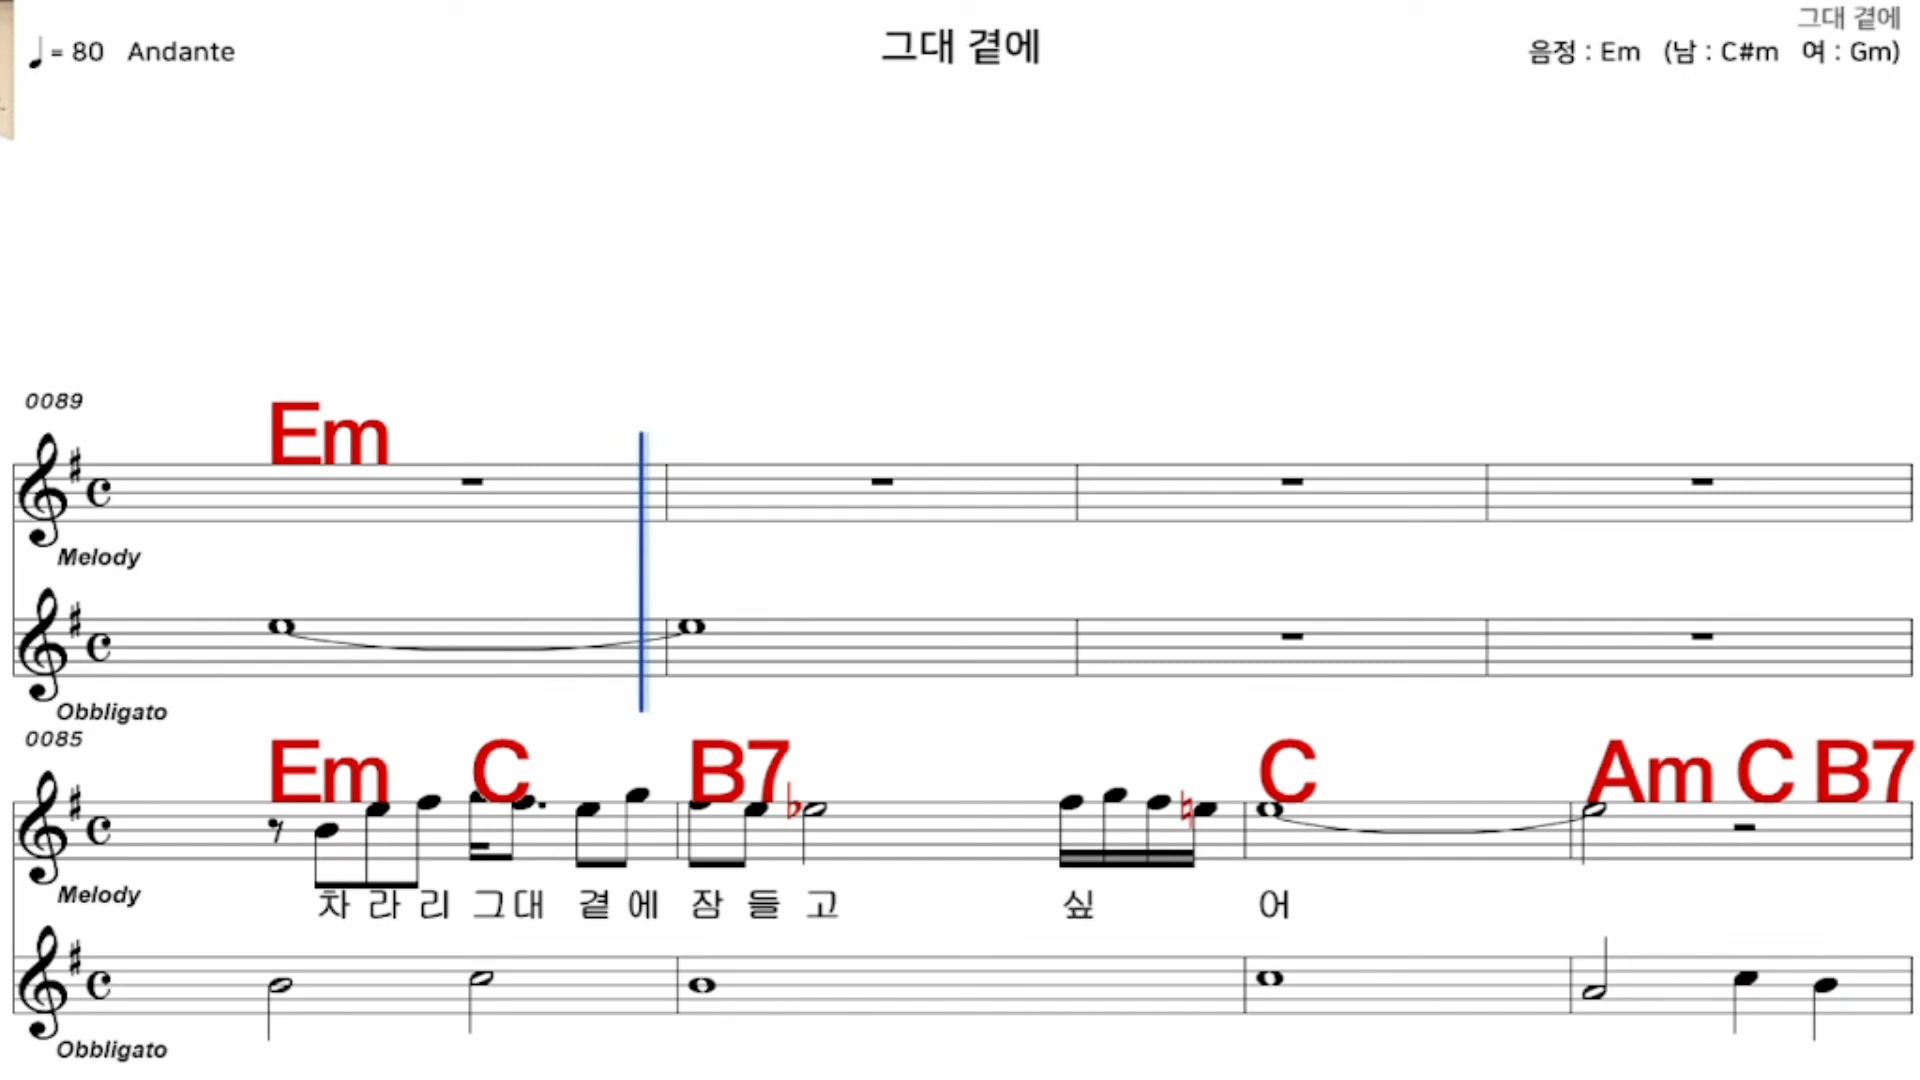 그대 곁에
♩ = 80 Andante
그대 곁에
음정 : Em (남 : C#m 여 : Gm)
0089
Em
Melody
Obbligato
0085
Em C B7 C Am C B7
Melody
차 라 리 그 대 곁 에 잠 들 고 싶 어
Obbligato